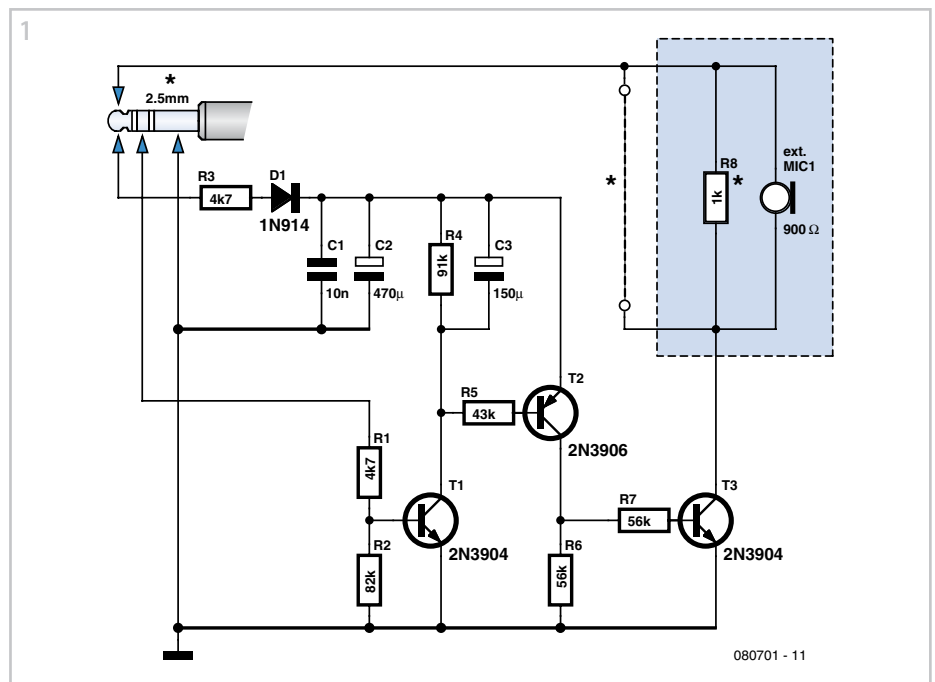 1
*
2.5mm
R3
4k7
D1
1N914
C1
10n
C2
470μ
R4
91k
C3
150μ
*
R8
1k
*
ext.
MIC1
900 Ω
R5
43k
T2
2N3906
R1
4k7
T1
2N3904
R2
82k
R6
56k
R7
56k
T3
2N3904
080701 - 11